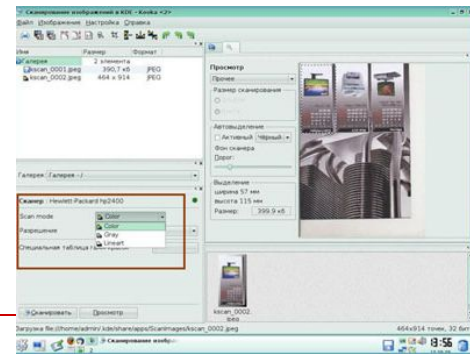 Сканирование изображений в KDE - Kooka <2>
Файл Изображение Настройка Справка
Имя Размер Формат
Галерея 2 элемента
kscan_0001.jpeg 390,7 кб JPEG
kscan_0002.jpeg 464 x 914 JPEG
Галерея: Галерея -/
Сканер : Hewlett-Packard hp2400
Scan mode Color
Color
Gray
Lineart
Разрешение
Специальная таблица
Сканировать Просмотр
Просмотр
Прочее
Размер сканирования
Автовыделение
Активный Чёрный
Фон сканера
Порог:
Выделение
ширина 57 мм
высота 115 мм
Размер: 399.9 кб
kscan_0002.
jpeg
Загрузка file:/home/admin/.kde/share/apps/ScanImages/kscan_0002.jpeg 464x914 точек, 32 бит
2 Сканирование изобр
19:56